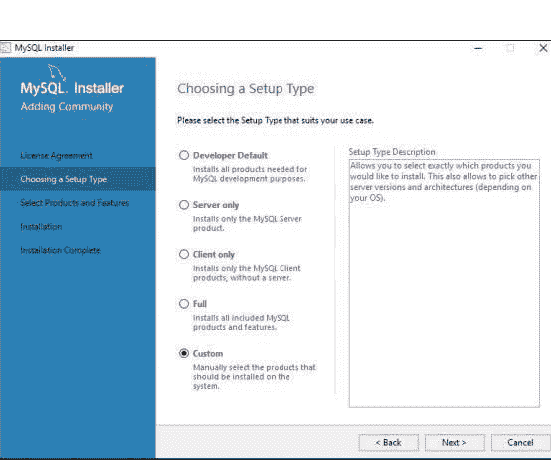 MySQL Installer
MySQL. Installer
Adding Community
License Agreement
Choosing a Setup Type
Select Products and Features
Installation
Installation Complete
Choosing a Setup Type
Please select the Setup Type that suits your use case.
Developer Default
Installs all products needed for
MySQL development purposes.
Server only
Installs only the MySQL Server
product.
Client only
Installs only the MySQL Client
products, without a server.
Full
Installs all included MySQL
products and features.
Custom
Manually select the products that
should be installed on the
system.
Setup Type Description
Allows you to select exactly which products you
would like to install. This also allows to pick other
server versions and architectures (depending on
your OS).
< Back
Next >
Cancel